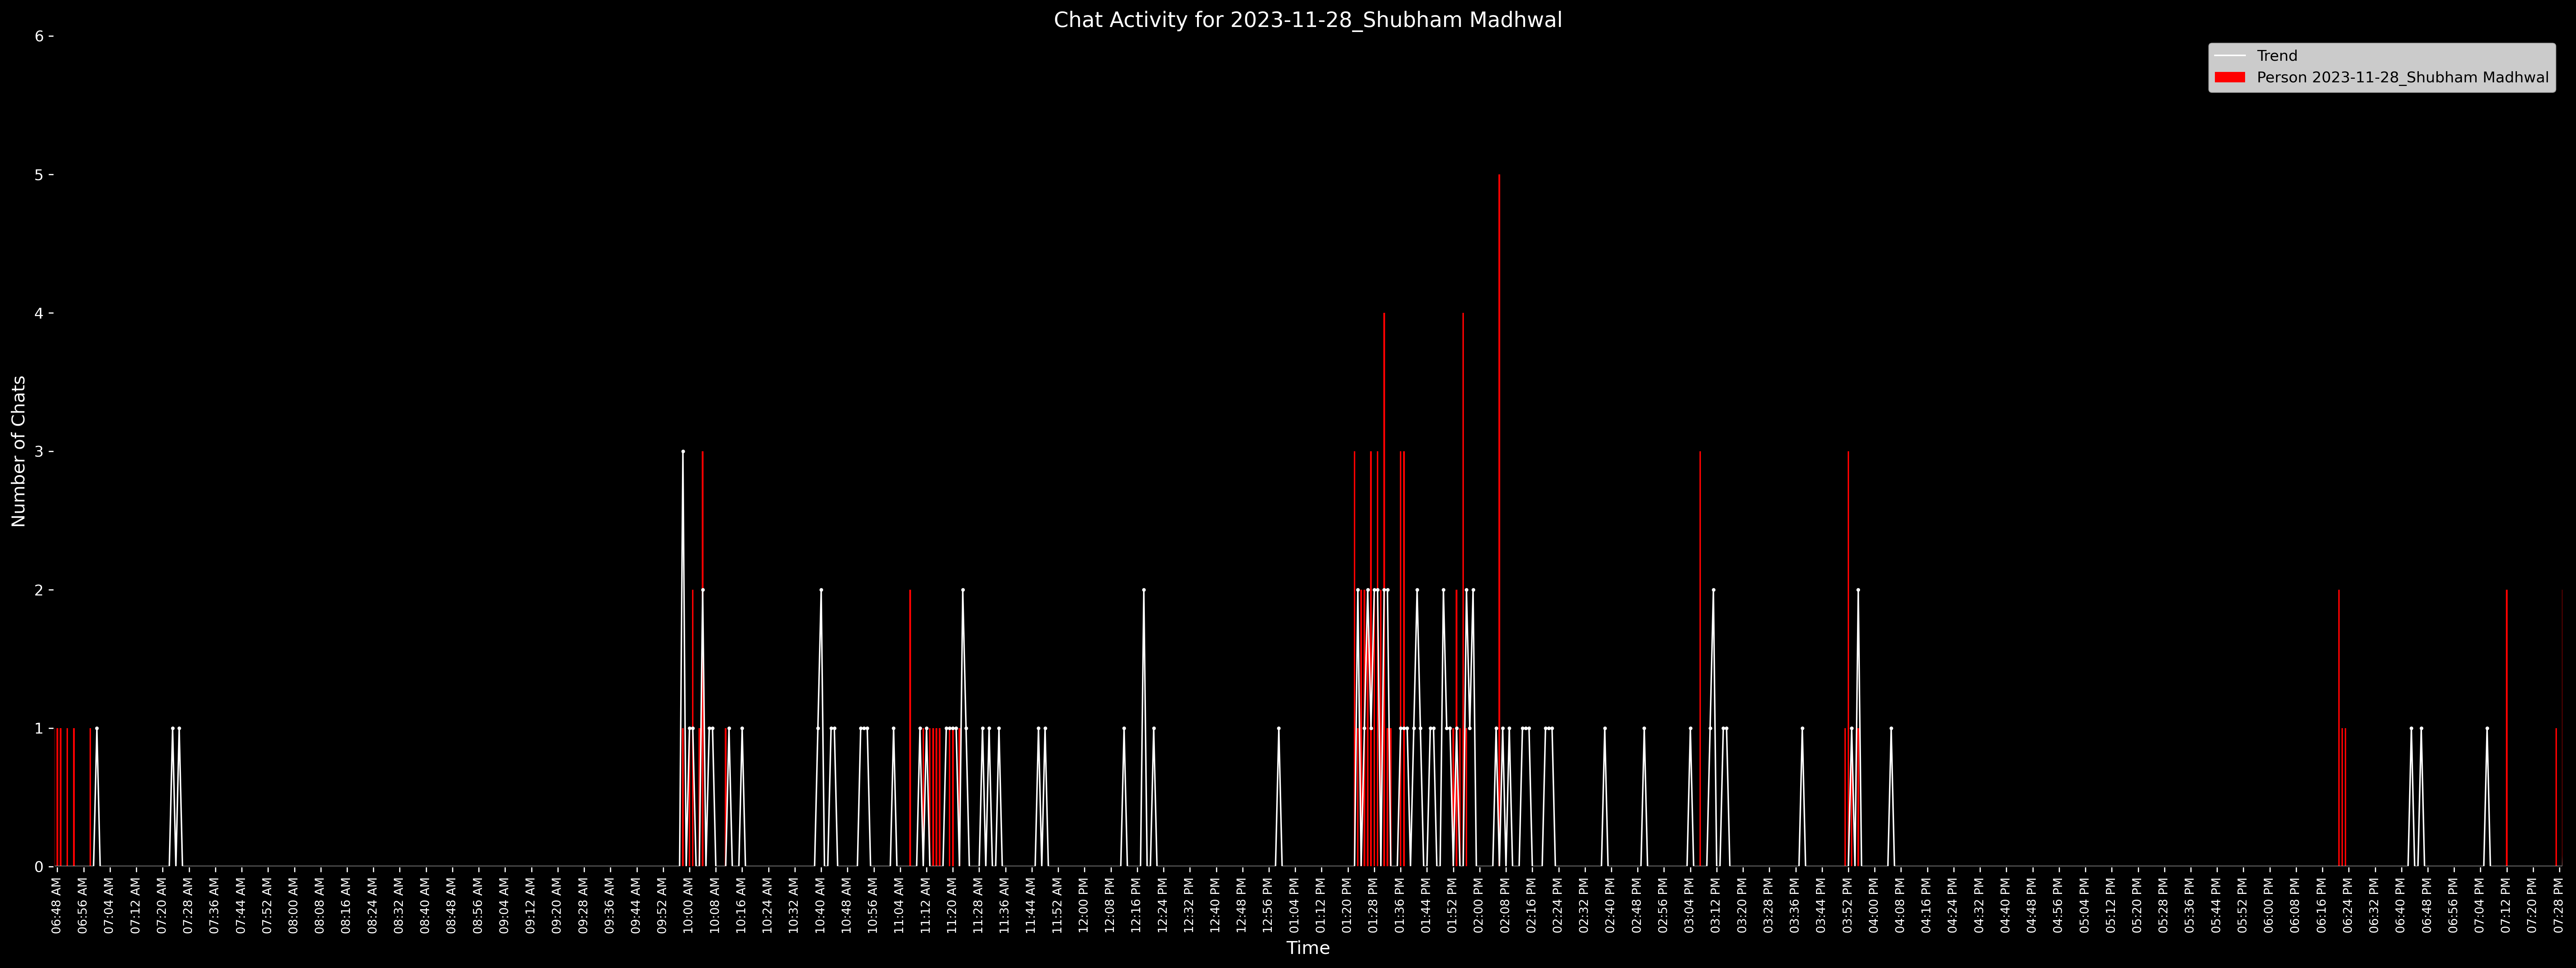 Chat Activity for 2023-11-28_Shubham Madhwal
Trend
Person 2023-11-28_Shubham Madhwal
Number of Chats
6
5
4
3
2
1
0
06:48 AM
06:56 AM
07:04 AM
07:12 AM
07:20 AM
07:28 AM
07:36 AM
07:44 AM
07:52 AM
08:00 AM
08:08 AM
08:16 AM
08:24 AM
08:32 AM
08:40 AM
08:48 AM
08:56 AM
09:04 AM
09:12 AM
09:20 AM
09:28 AM
09:36 AM
09:44 AM
09:52 AM
10:00 AM
10:08 AM
10:16 AM
10:24 AM
10:32 AM
10:40 AM
10:48 AM
10:56 AM
11:04 AM
11:12 AM
11:20 AM
11:28 AM
11:36 AM
11:44 AM
11:52 AM
12:00 PM
12:08 PM
12:16 PM
12:24 PM
12:32 PM
12:40 PM
12:48 PM
12:56 PM
01:04 PM
01:12 PM
01:20 PM
01:28 PM
01:36 PM
01:44 PM
01:52 PM
02:00 PM
02:08 PM
02:16 PM
02:24 PM
02:32 PM
02:40 PM
02:48 PM
02:56 PM
03:04 PM
03:12 PM
03:20 PM
03:28 PM
03:36 PM
03:44 PM
03:52 PM
04:00 PM
04:08 PM
04:16 PM
04:24 PM
04:32 PM
04:40 PM
04:48 PM
04:56 PM
05:04 PM
05:12 PM
05:20 PM
05:28 PM
05:36 PM
05:44 PM
05:52 PM
06:00 PM
06:08 PM
06:16 PM
06:24 PM
06:32 PM
06:40 PM
06:48 PM
06:56 PM
07:04 PM
07:12 PM
07:20 PM
07:28 PM
Time